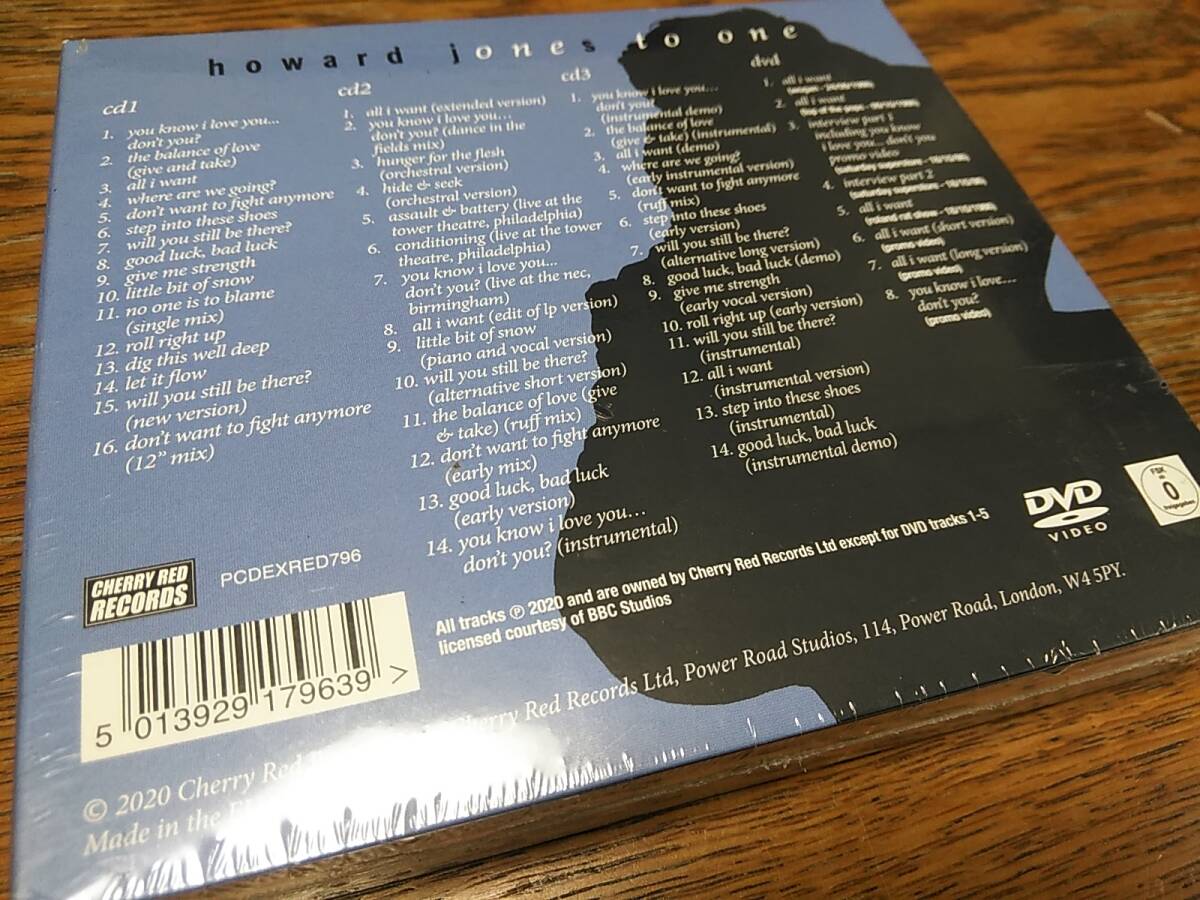 howard jones to one
cd1
1. you know i love you...
don't you?
2. the balance of love
(give and take)
3. all i want
4. where are we going?
5. don't want to fight anymore
6. step into these shoes
7. will you still be there?
8. good luck, bad luck
9. give me strength
10. little bit of snow
11. no one is to blame
(single mix)
12. roll right up
13. dig this well deep
14. let it flow
15. will you still be there?
(new version)
16. don't want to fight anymore
(12" mix)
cd2
1. all i want (extended version)
2. you know i love you...
don't you? (dance in the
fields mix)
3. hunger for the flesh
(orchestral version)
4. hide & seek
(orchestral version)
5. assault & battery (live at the
tower theatre, philadelphia)
6. conditioning (live at the tower
theatre, philadelphia)
7. you know i love you...
don't you? (live at the nec,
birmingham)
8. all i want (edit of lp version)
9. little bit of snow
(piano and vocal version)
10. will you still be there?
(alternative short version)
11. the balance of love (give
& take) (ruff mix)
12. don't want to fight anymore
(early mix)
13. good luck, bad luck
(early version)
14. you know i love you...
don't you? (instrumental)
cd3
1. you know i love you...
don't you?
(instrumental demo)
2. the balance of love
(give & take) (instrumental)
3. all i want (demo)
4. where are we going?
(early instrumental version)
5. don't want to fight anymore
(ruff mix)
6. step into these shoes
(early version)
7. will you still be there?
(alternative long version)
8. good luck, bad luck (demo)
9. give me strength
(early vocal version)
10. roll right up (early version)
11. will you still be there?
(instrumental)
12. all i want
(instrumental version)
13. step into these shoes
(instrumental)
14. good luck, bad luck
(instrumental demo)
dvd
1. all i want
2. all i want
3. interview part 1
including you know
i love you... don't you
promo video
4. interview part 2
5. all i want
6. all i want (short version)
(promo video)
7. all i want (long version)
(promo video)
8. you know i love...
don't you?
(promo video)
CHERRY RED
RECORDS
PCDEXRED796
5 013929 179639 >
All tracks ℗ 2020 and are owned by Cherry Red Records Ltd except for DVD tracks 1-5
licensed courtesy of BBC Studios
DVD
VIDEO
FSK
0
© 2020 Cherry Red Cherry Red Records Ltd, Power Road Studios, 114, Power Road, London, W4 5PY.
Made in the